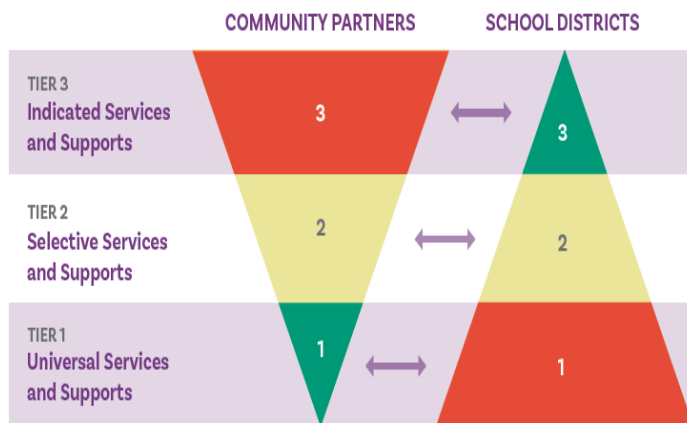 COMMUNITY PARTNERS
SCHOOL DISTRICTS
TIER 3
Indicated Services
and Supports
3
3
TIER 2
Selective Services
and Supports
2
2
TIER 1
Universal Services
and Supports
1
1